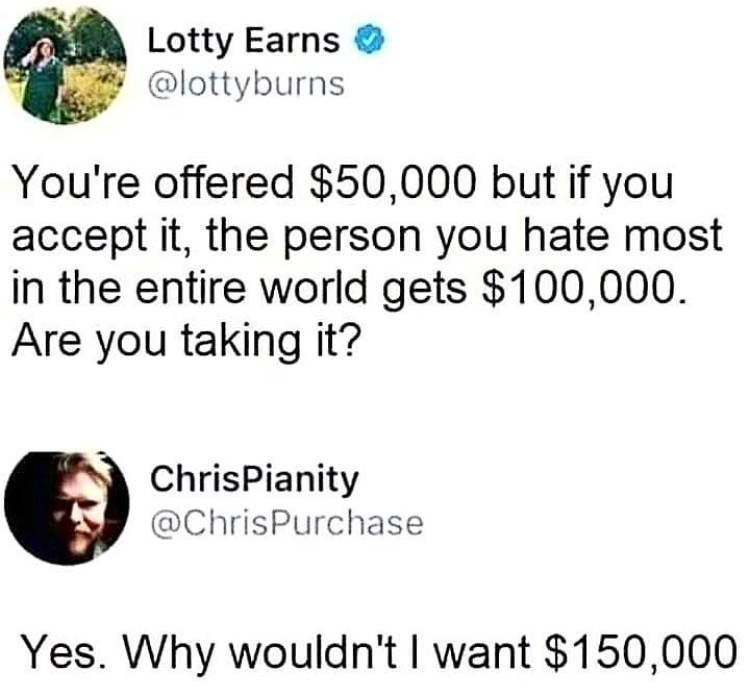 Lotty Earns
@lottyburns
You're offered $50,000 but if you
accept it, the person you hate most
in the entire world gets $100,000.
Are you taking it?
ChrisPianity
@ChrisPurchase
Yes. Why wouldn't I want $150,000